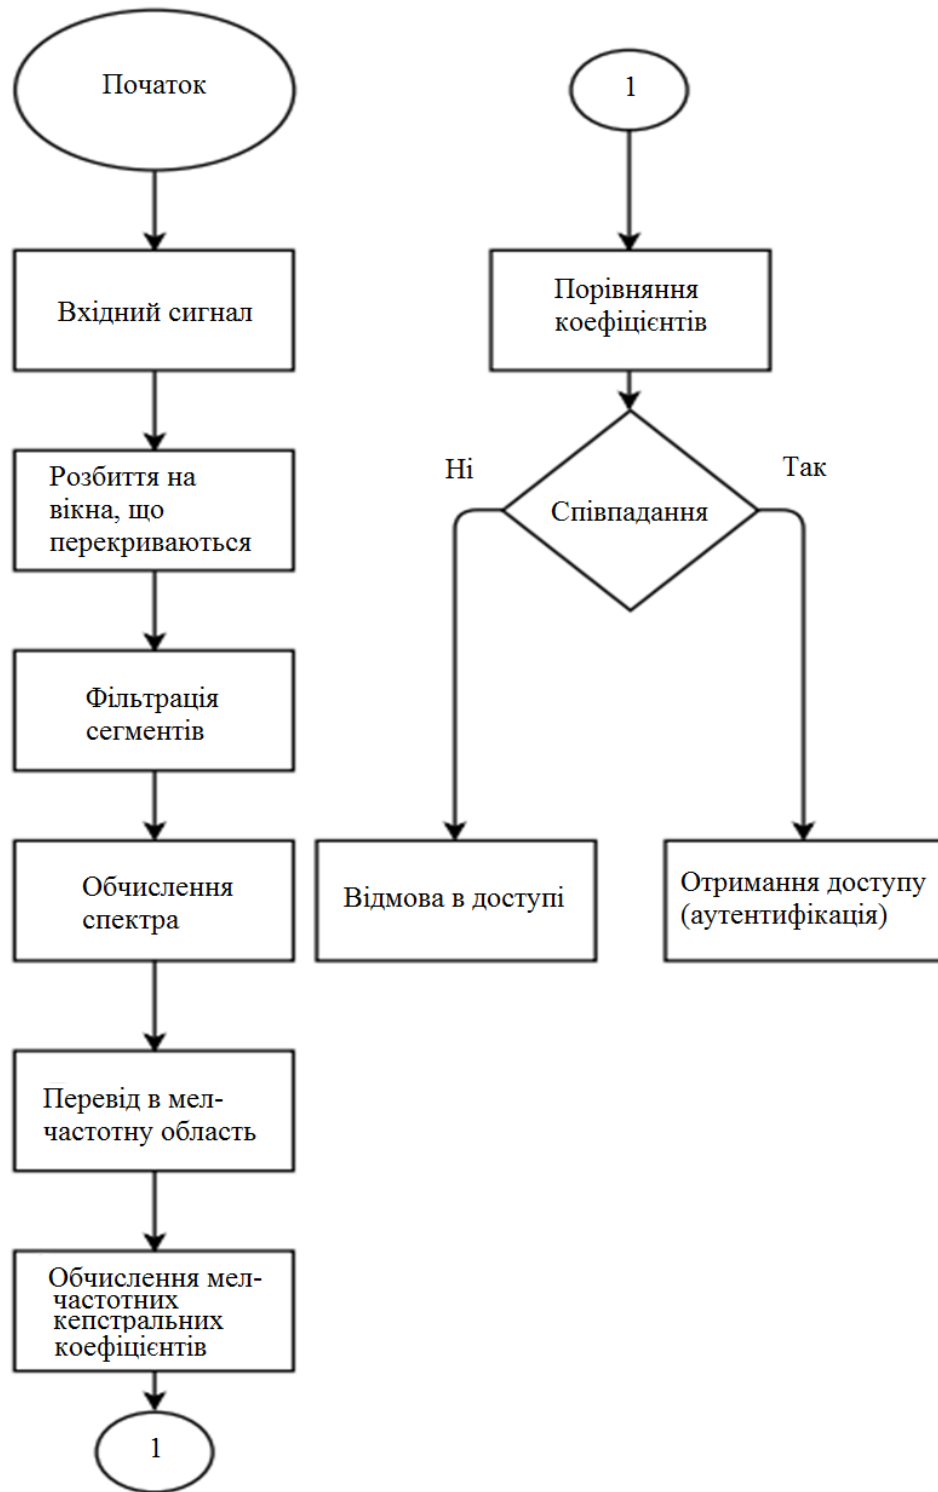 Початок
Вхідний сигнал
Розбиття на
вікна, що
перекриваються
Фільтрація
сегментів
Обчислення
спектра
Перевід в мел-
частотну область
Обчислення мел-
частотних
кепстральних
коефіцієнтів
1
1
Порівняння
коефіцієнтів
Співпадання
Ні
Так
Відмова в доступі
Отримання доступу
(аутентифікація)